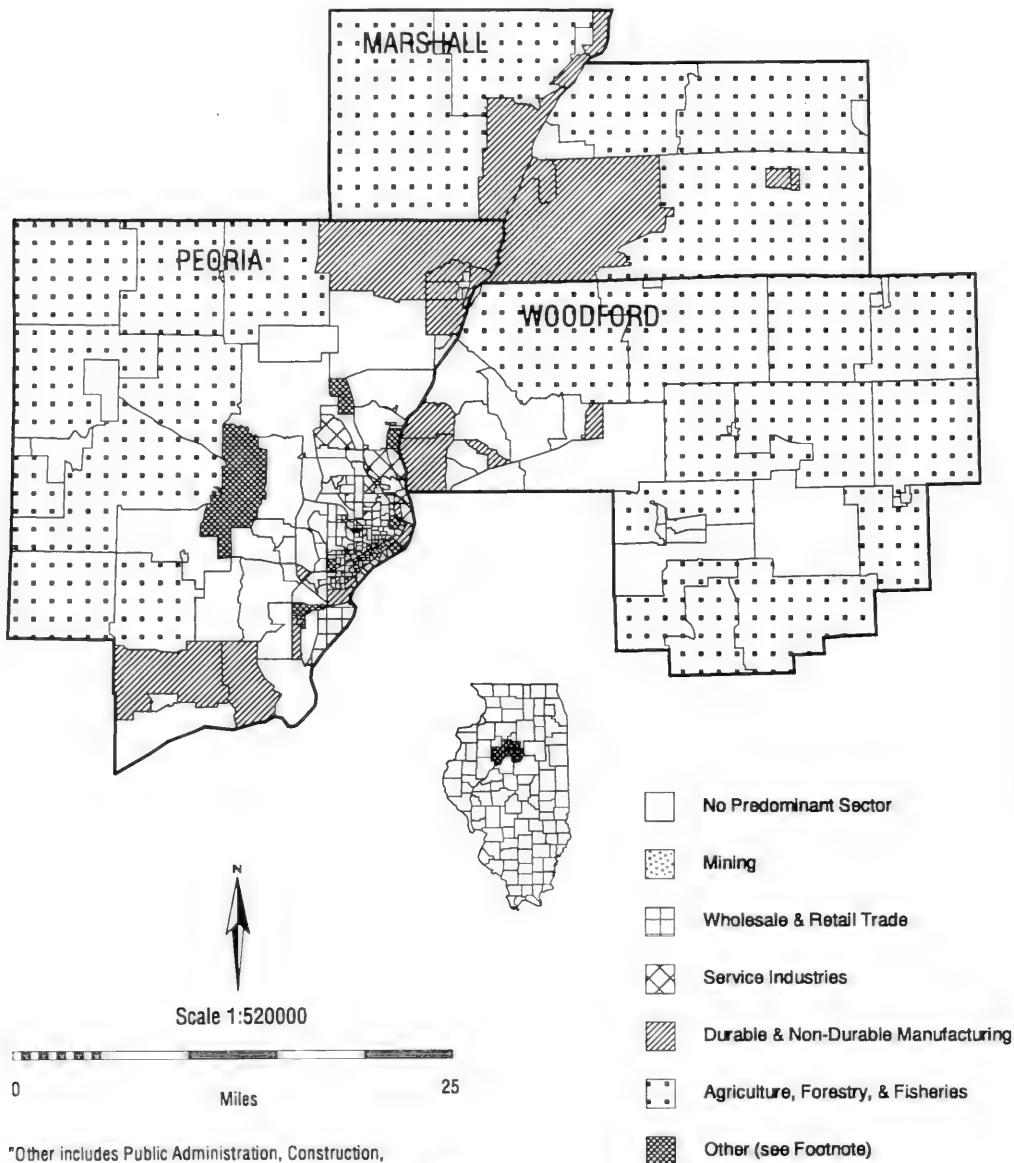 MARSHALL
PEORIA
WOODFORD
No Predominant Sector
Mining
Wholesale & Retail Trade
Service Industries
Durable & Non-Durable Manufacturing
Agriculture, Forestry, & Fisheries
Other (see Footnote)
N
Scale 1:520000
0 25
Miles
"Other includes Public Administration, Construction,